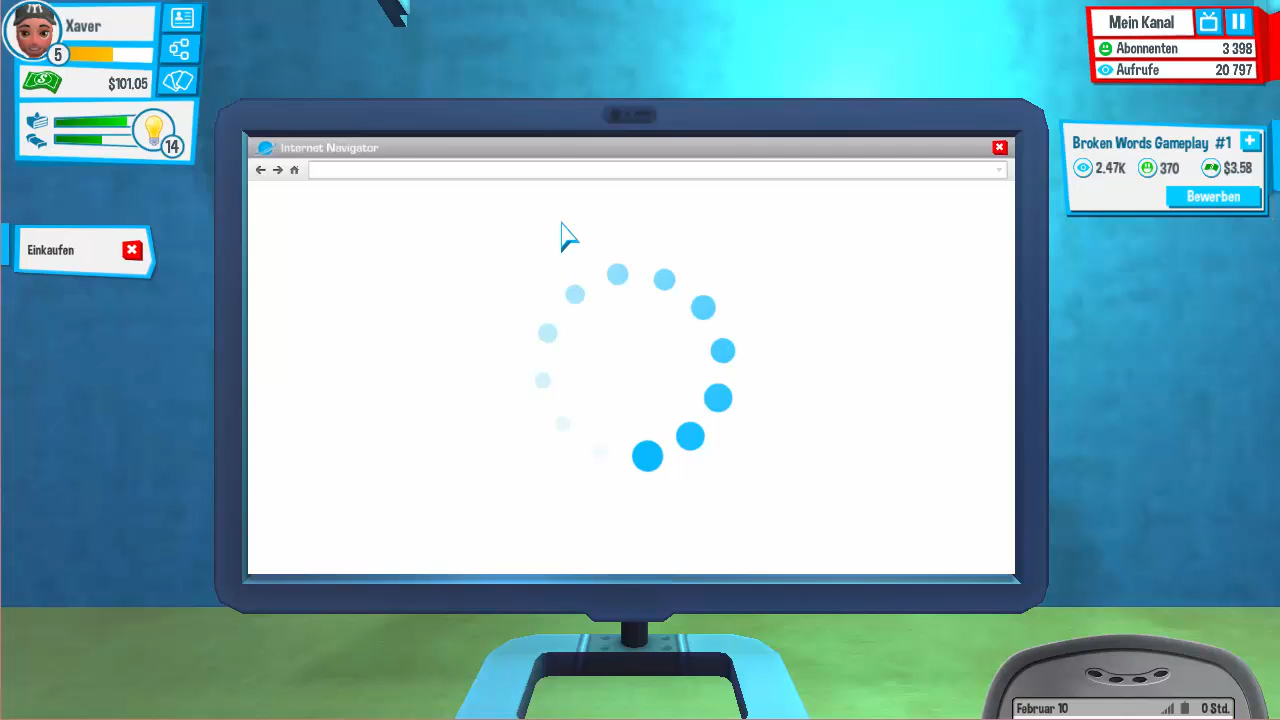 Xaver
5
$101.05
14
Einkaufen
Internet Navigator
Mein Kanal
Abonnenten 3 398
Aufrufe 20 797
Broken Words Gameplay #1
2.47K 370 $3.58
Bewerben
Februar 10 0 Std.